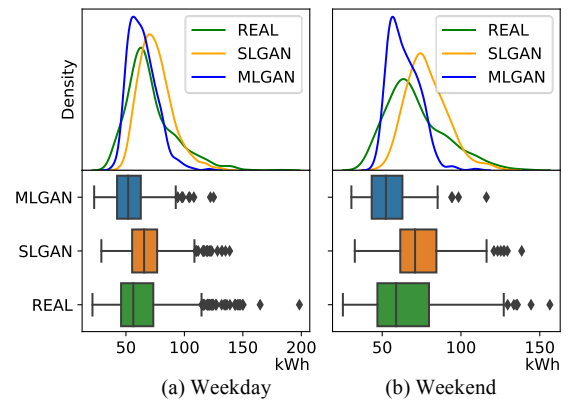 REAL
SLGAN
MLGAN
REAL
SLGAN
MLGAN
Density
MLGAN
SLGAN
REAL
50 100 150 200
kWh
50 100 150
kWh
(a) Weekday
(b) Weekend